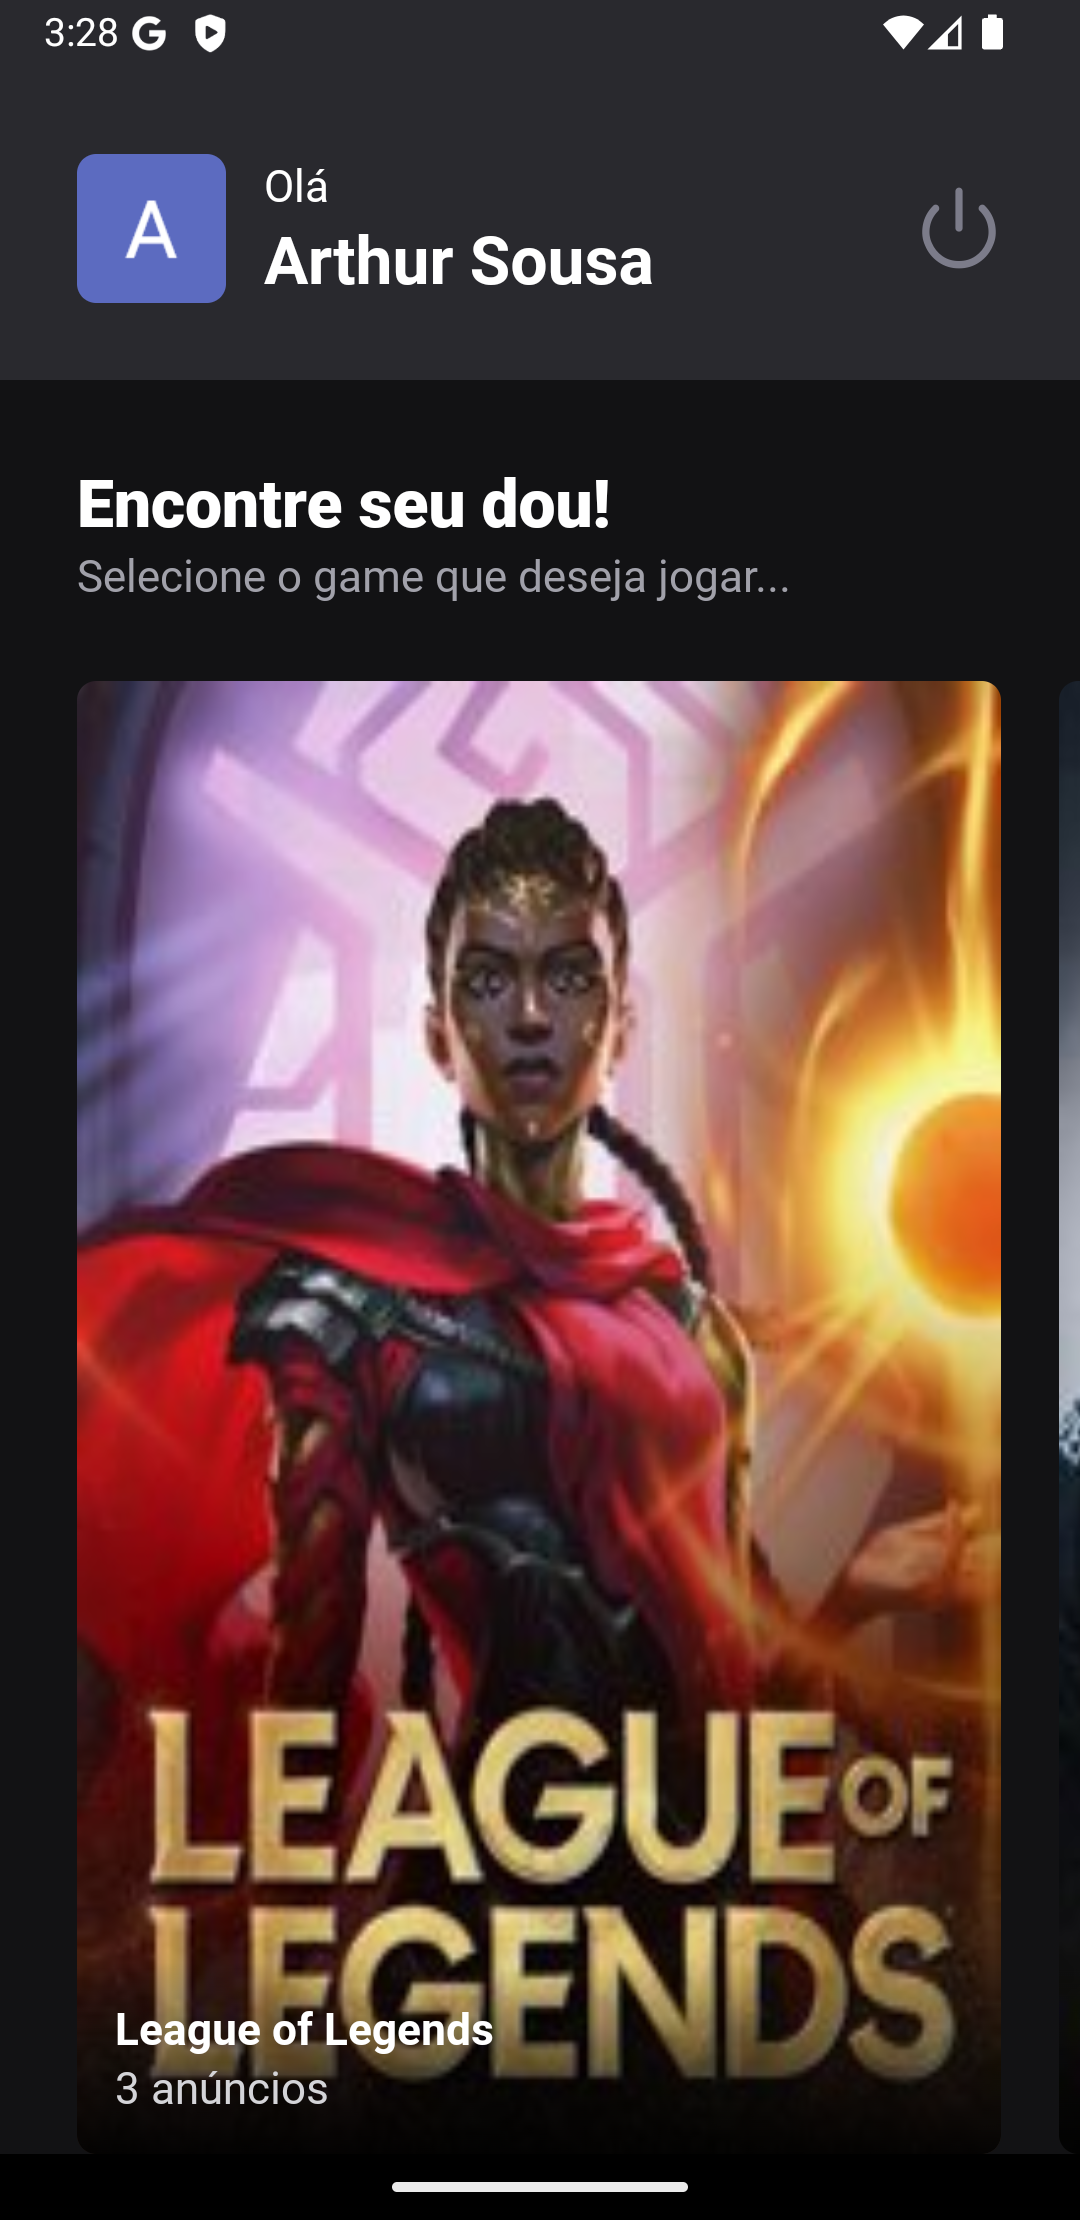 3:28
A
Olá
Arthur Sousa
Encontre seu dou!
Selecione o game que deseja jogar...
LEAGUE OF
LEGENDS
League of Legends
3 anúncios